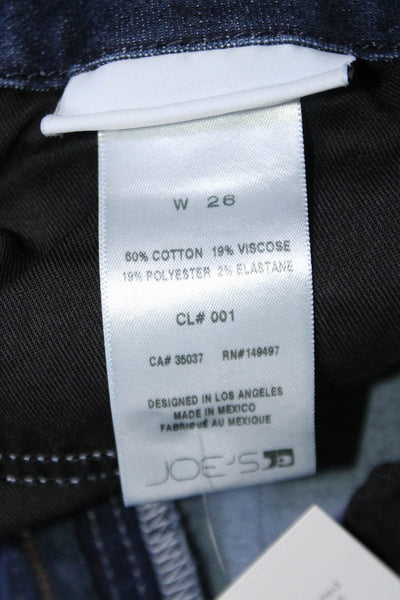 W 26
60% COTTON 19% VISCOSE
19% POLYESTER 2% ELASTANE
CL# 001
CA# 35037 RN#149497
DESIGNED IN LOS ANGELES
MADE IN MEXICO
FABRIQUÉ AU MEXIQUE
JOE'S